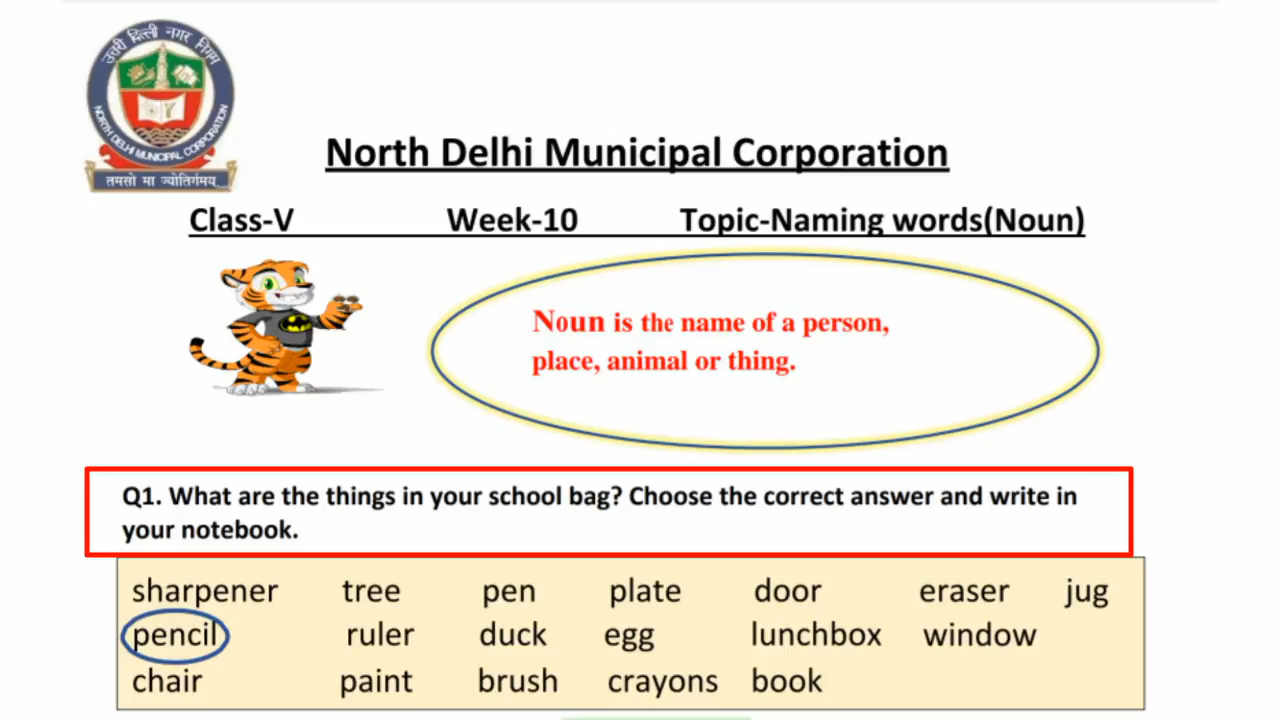 उत्तरी दिल्ली नगर निगम
NORTH DELHI MUNICIPAL CORPORATION
तमसो मा ज्योतिर्गमय
North Delhi Municipal Corporation
Class-V Week-10 Topic-Naming words(Noun)
Noun is the name of a person,
place, animal or thing.
Q1. What are the things in your school bag? Choose the correct answer and write in
your notebook.
sharpener tree pen plate door eraser jug
pencil ruler duck egg lunchbox window
chair paint brush crayons book